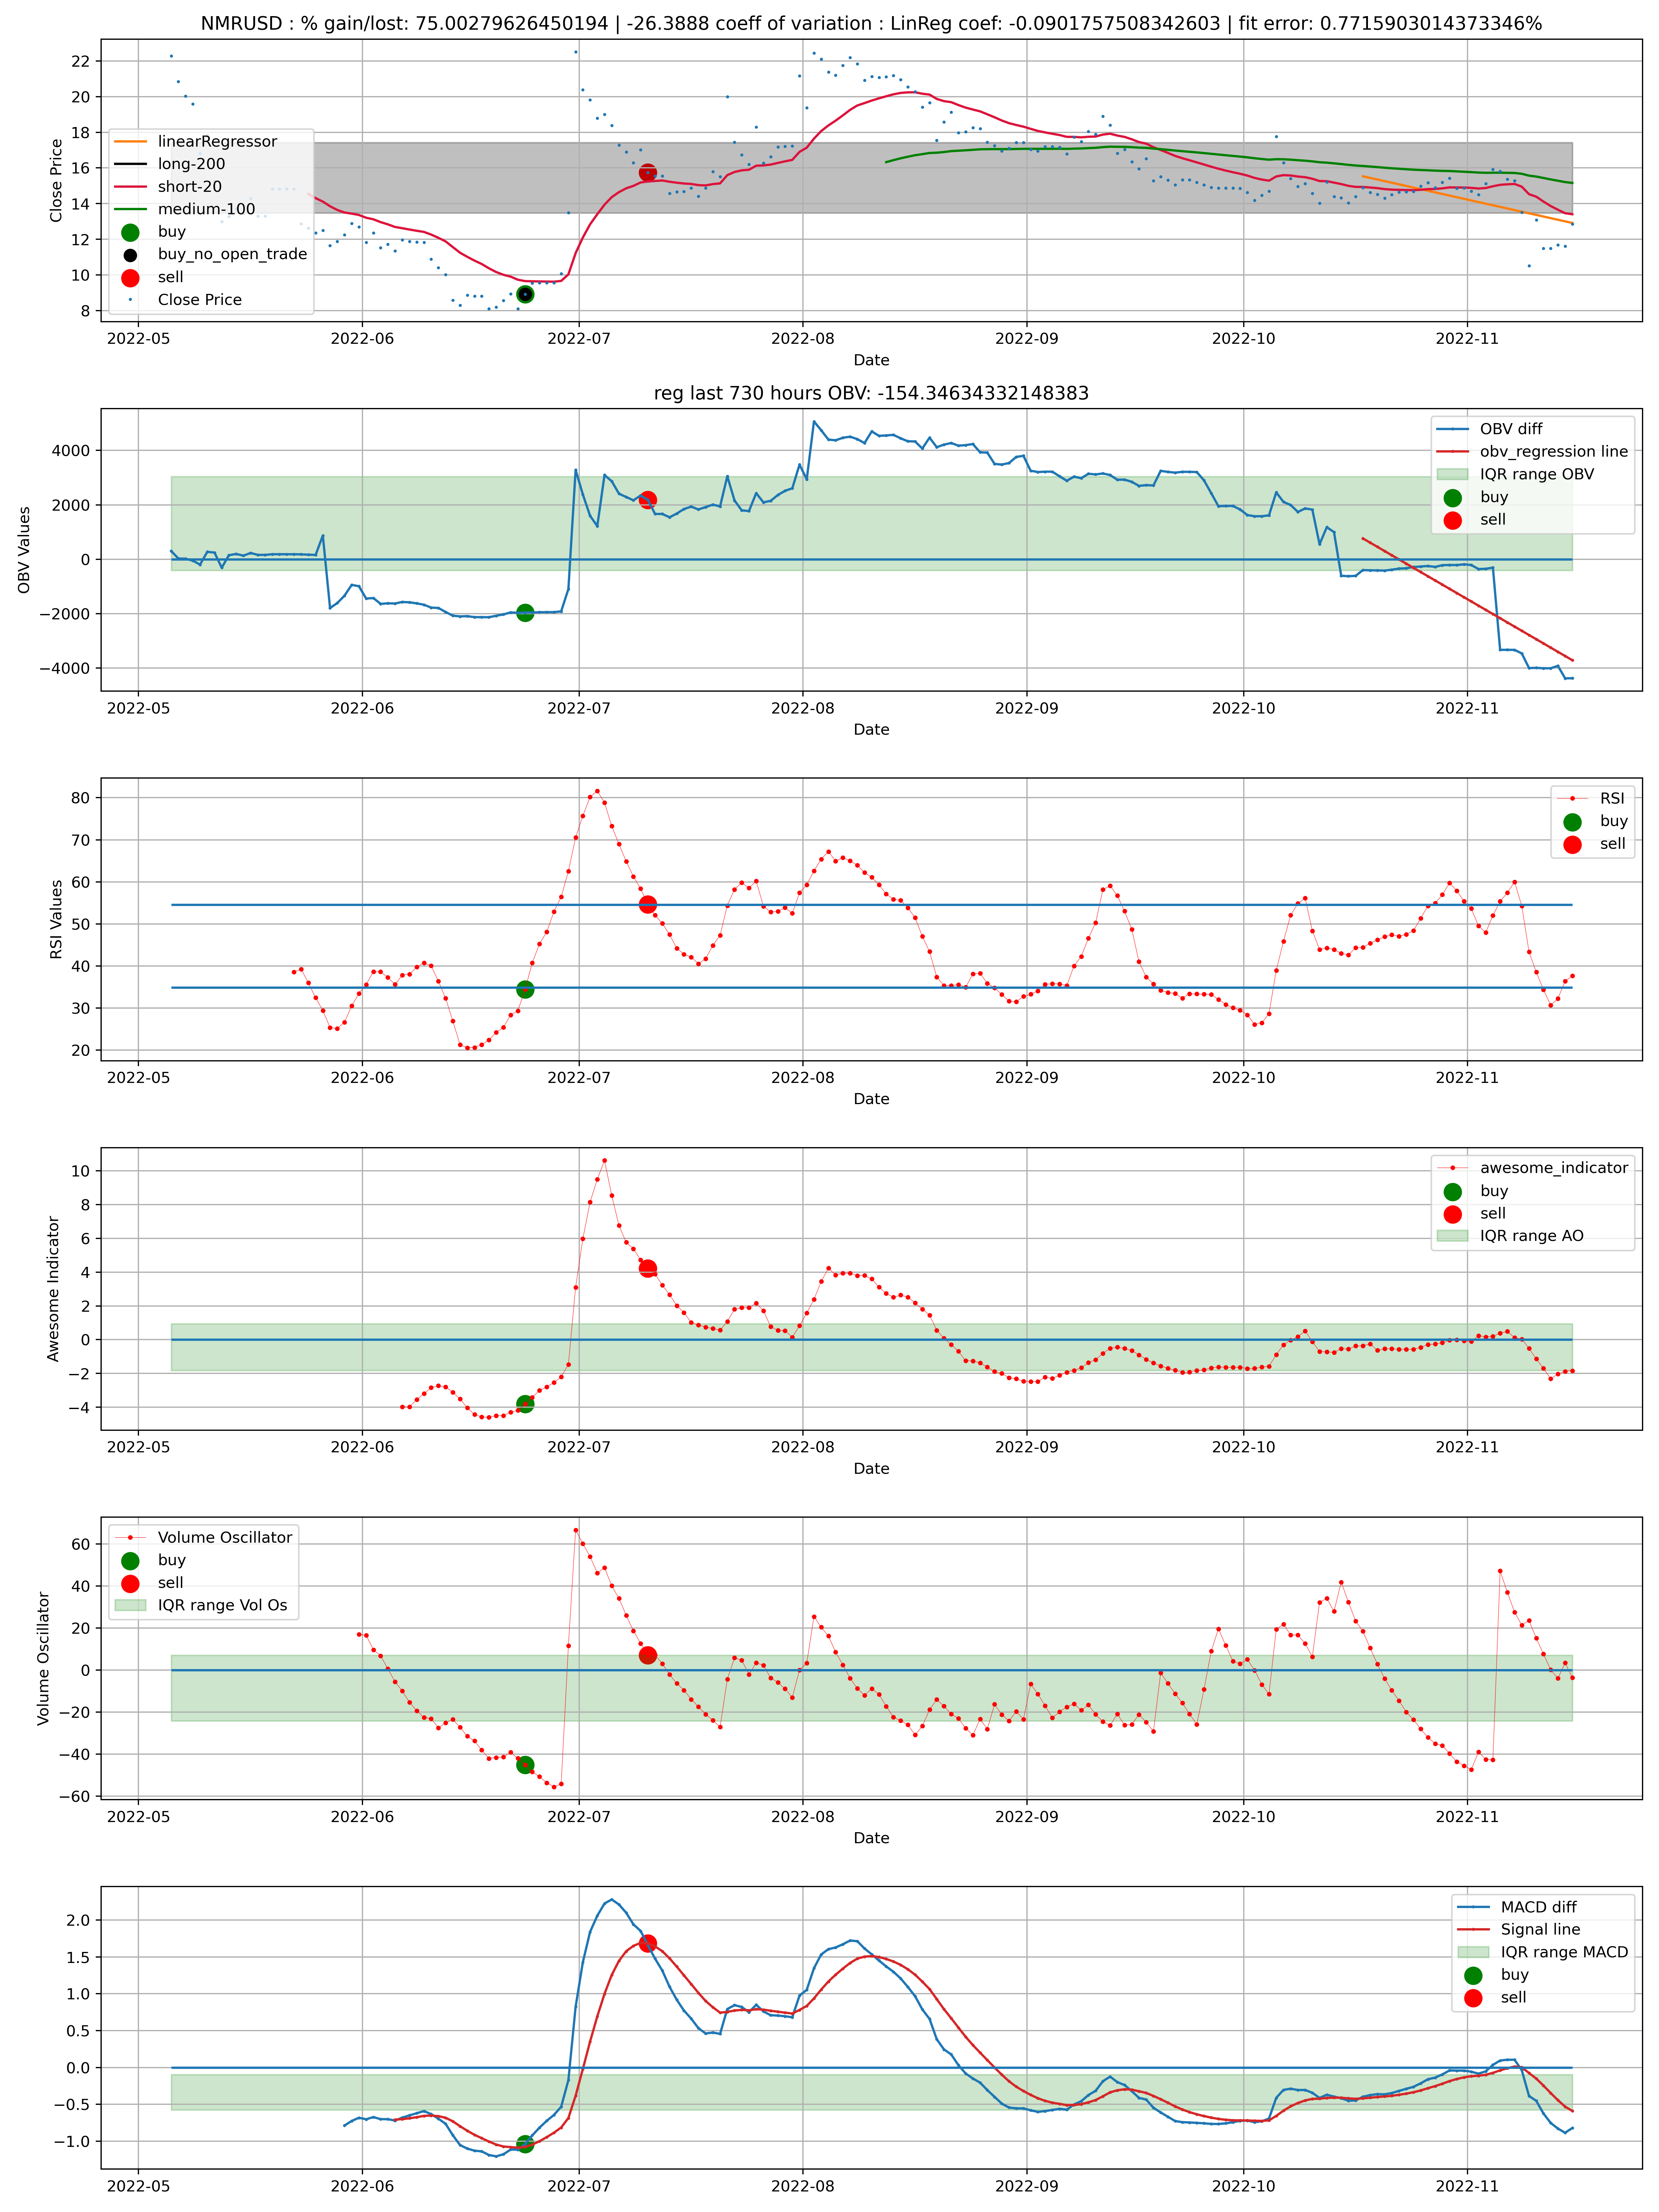 NMRUSD : % gain/lost: 75.00279626450194 | -26.3888 coeff of variation : LinReg coef: -0.0901757508342603 | fit error: 0.7715903014373346%
22
20
18
16
14
12
10
8
Close Price
linearRegressor
long-200
short-20
medium-100
buy
buy_no_open_trade
sell
Close Price
2022-05 2022-06 2022-07 2022-08 2022-09 2022-10 2022-11
Date
reg last 730 hours OBV: -154.34634332148383
4000
2000
0
−2000
−4000
OBV Values
OBV diff
obv_regression line
IQR range OBV
buy
sell
2022-05 2022-06 2022-07 2022-08 2022-09 2022-10 2022-11
Date
80
70
60
50
40
30
20
RSI Values
RSI
buy
sell
2022-05 2022-06 2022-07 2022-08 2022-09 2022-10 2022-11
Date
10
8
6
4
2
0
−2
−4
Awesome Indicator
awesome_indicator
buy
sell
IQR range AO
2022-05 2022-06 2022-07 2022-08 2022-09 2022-10 2022-11
Date
60
40
20
0
−20
−40
−60
Volume Oscillator
Volume Oscillator
buy
sell
IQR range Vol Os
2022-05 2022-06 2022-07 2022-08 2022-09 2022-10 2022-11
Date
2.0
1.5
1.0
0.5
0.0
−0.5
−1.0
MACD diff
Signal line
IQR range MACD
buy
sell
2022-05 2022-06 2022-07 2022-08 2022-09 2022-10 2022-11